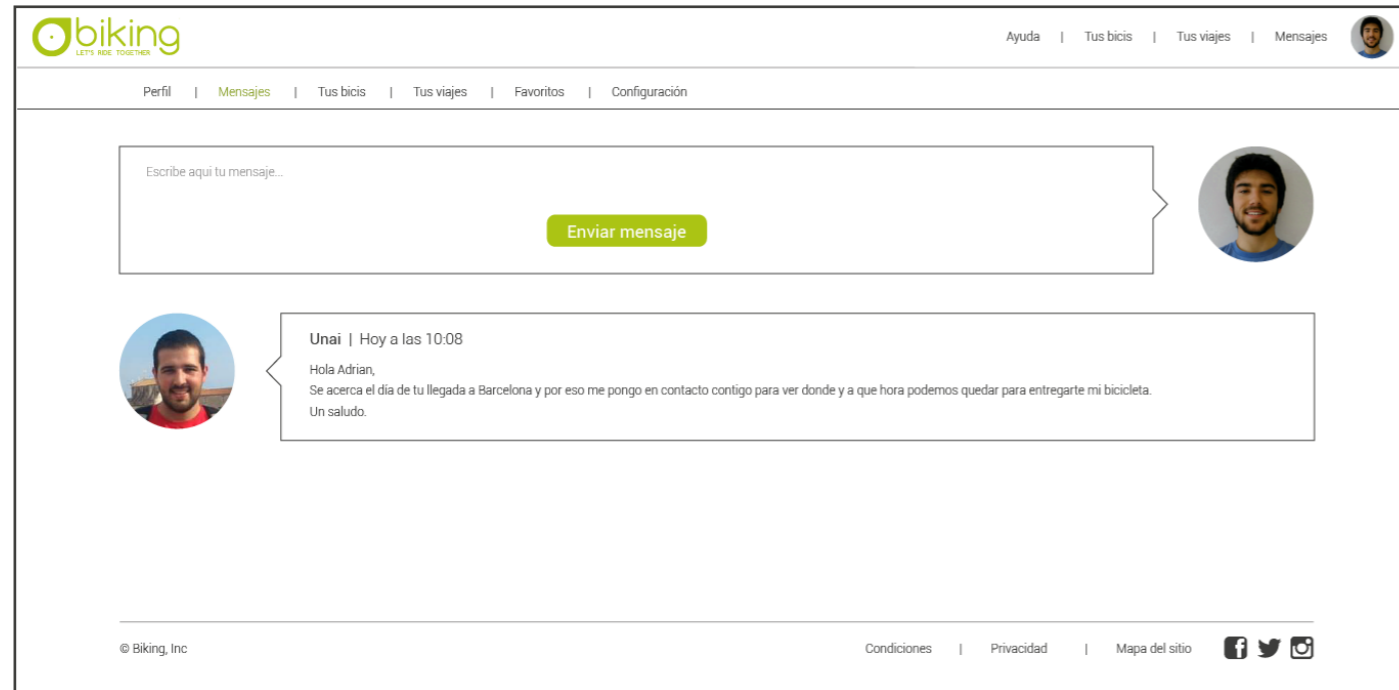 biking
LET'S RIDE TOGETHER
Ayuda | Tus bicis | Tus viajes | Mensajes
Perfil | Mensajes | Tus bicis | Tus viajes | Favoritos | Configuración
Escribe aqui tu mensaje...
Enviar mensaje
Unai | Hoy a las 10:08
Hola Adrian,
Se acerca el día de tu llegada a Barcelona y por eso me pongo en contacto contigo para ver donde y a que hora podemos quedar para entregarte mi bicicleta.
Un saludo.
© Biking, Inc
Condiciones | Privacidad | Mapa del sitio